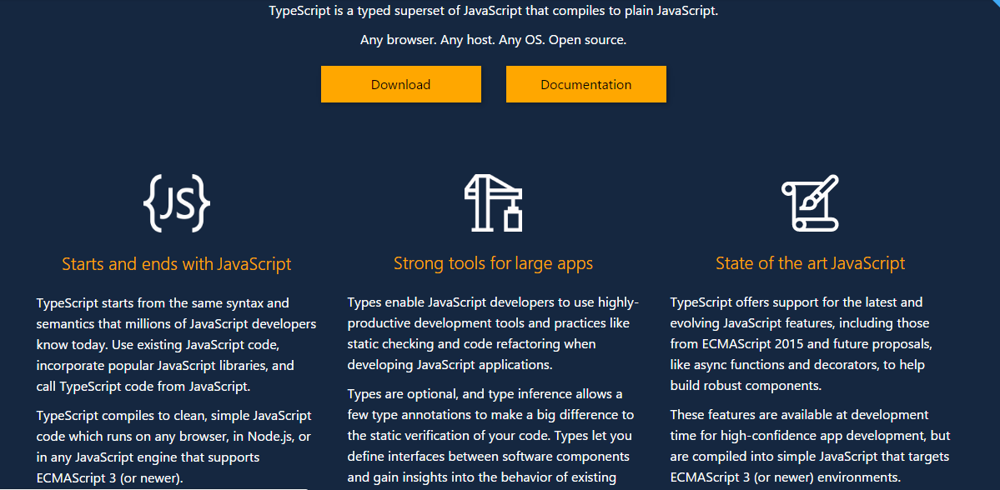 TypeScript is a typed superset of JavaScript that compiles to plain JavaScript.
Any browser. Any host. Any OS. Open source.
Download
Documentation
{JS}
Starts and ends with JavaScript
TypeScript starts from the same syntax and
semantics that millions of JavaScript developers
know today. Use existing JavaScript code,
incorporate popular JavaScript libraries, and
call TypeScript code from JavaScript.
TypeScript compiles to clean, simple JavaScript
code which runs on any browser, in Node.js, or
in any JavaScript engine that supports
ECMAScript 3 (or newer).
Strong tools for large apps
Types enable JavaScript developers to use highly-
productive development tools and practices like
static checking and code refactoring when
developing JavaScript applications.
Types are optional, and type inference allows a
few type annotations to make a big difference to
the static verification of your code. Types let you
define interfaces between software components
and gain insights into the behavior of existing
State of the art JavaScript
TypeScript offers support for the latest and
evolving JavaScript features, including those
from ECMAScript 2015 and future proposals,
like async functions and decorators, to help
build robust components.
These features are available at development
time for high-confidence app development, but
are compiled into simple JavaScript that targets
ECMAScript 3 (or newer) environments.